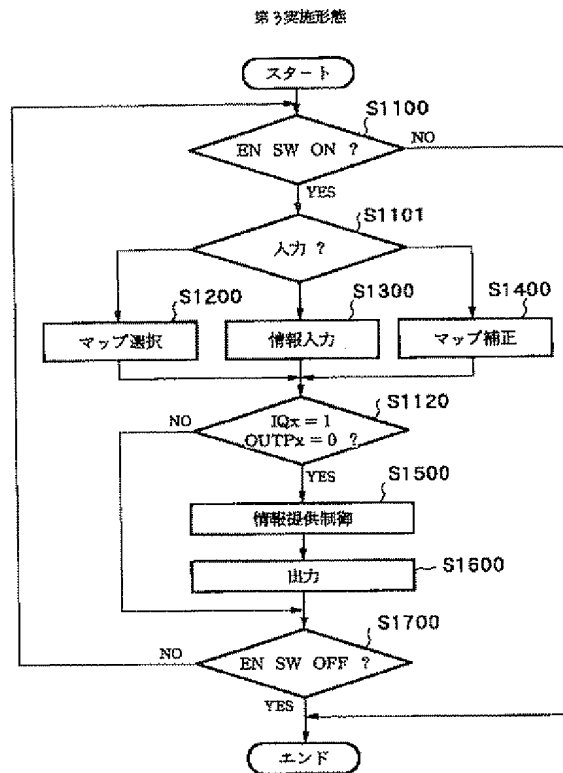 第3実施形態
スタート
S1100
EN SW ON ?
NO
YES
S1101
入力 ?
S1200
マップ選択
S1300
情報入力
S1400
マップ補正
S1120
IQx = 1
OUTPx = 0 ?
NO
YES
S1500
情報提供制御
S1600
出力
S1700
EN SW OFF ?
NO
YES
エンド